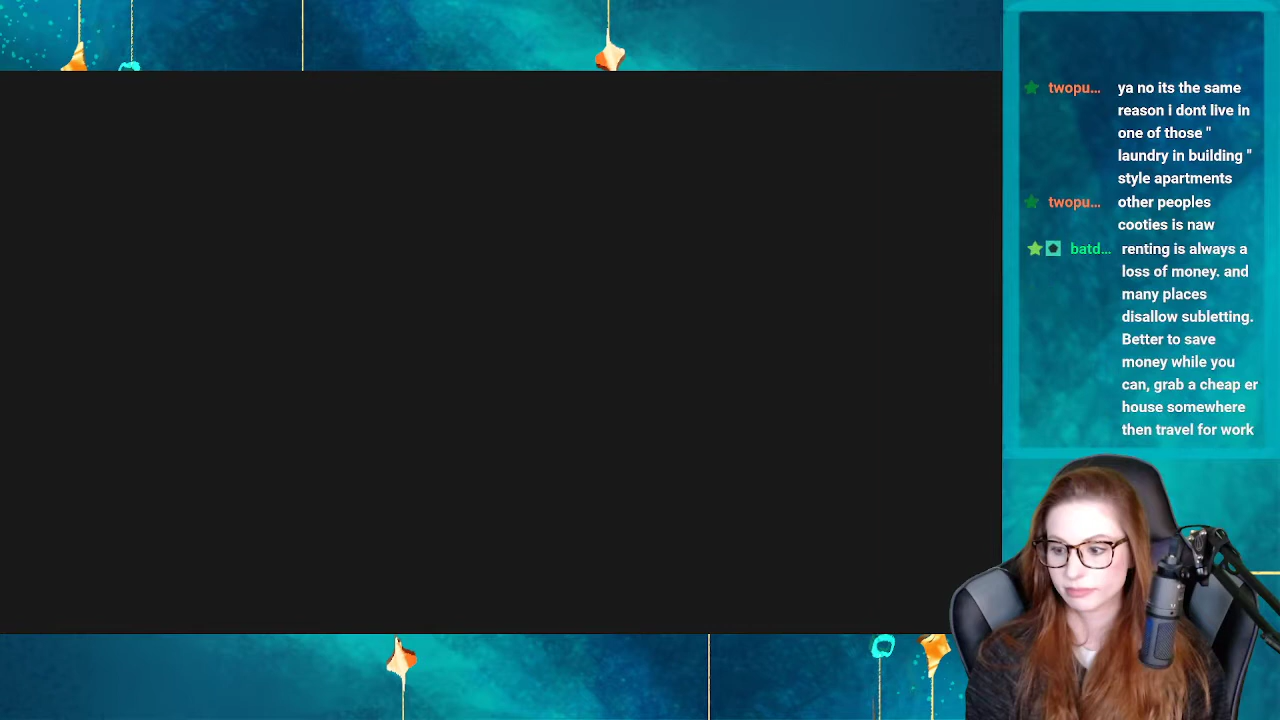 twopu... ya no its the same
reason i dont live in
one of those "
laundry in building "
style apartments
twopu... other peoples
cooties is naw
batd... renting is always a
loss of money. and
many places
disallow subletting.
Better to save
money while you
can, grab a cheap er
house somewhere
then travel for work